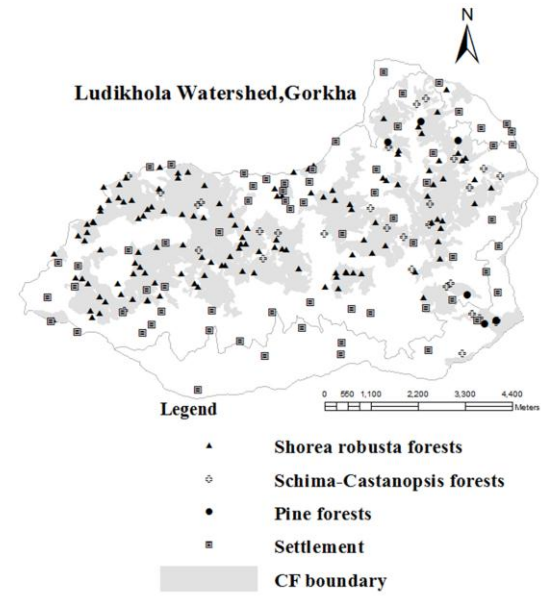 N
Ludikhola Watershed,Gorkha
0 550 1,100 2,200 3,300 4,400
Meters
Legend
Shorea robusta forests
Schima-Castanopsis forests
Pine forests
Settlement
CF boundary